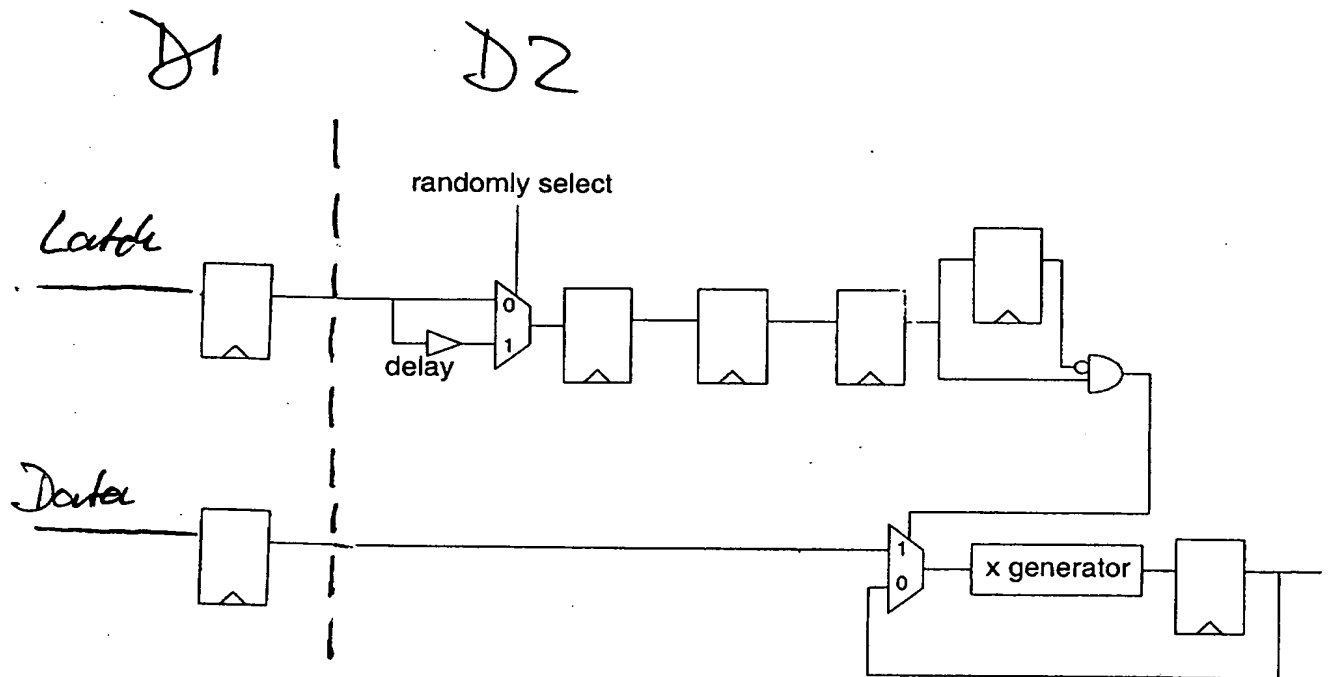 D1
D2
randomly select
Latch
0
1
delay
Data
1
0
x generator